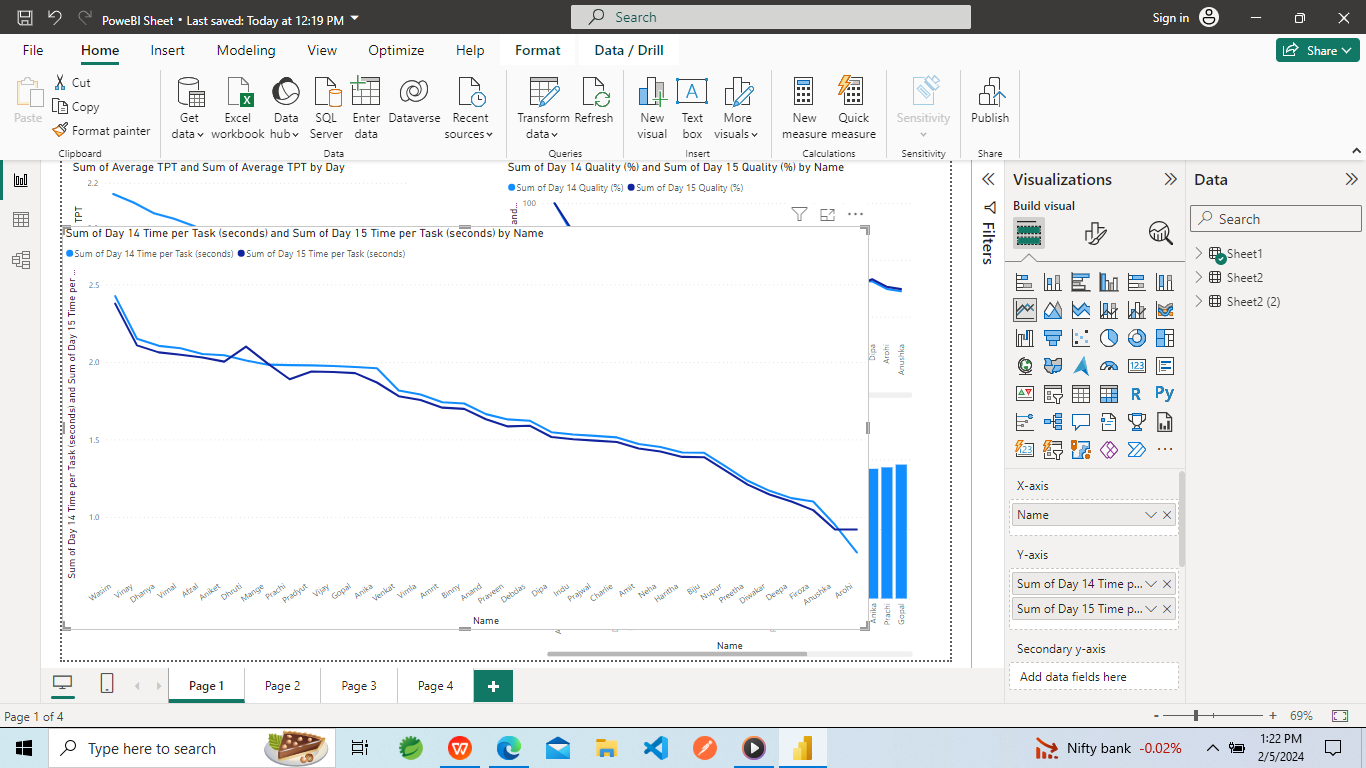 PoweBI Sheet • Last saved: Today at 12:19 PM
Search
Sign in
File Home Insert Modeling View Optimize Help Format Data / Drill
Share
Paste
Cut
Copy
Format painter
Clipboard
Get data
Excel workbook
Data hub
SQL Server
Enter data
Dataverse
Recent sources
Data
Transform data
Refresh
Queries
New visual
Text box
More visuals
Insert
New measure
Quick measure
Calculations
Sensitivity
Sensitivity
Publish
Share
Sum of Average TPT and Sum of Average TPT by Day
2.2
TPT
Sum of Day 14 Quality (%) and Sum of Day 15 Quality (%) by Name
Sum of Day 14 Quality (%) Sum of Day 15 Quality (%)
100
and...
Sum of Day 14 Time per Task (seconds) and Sum of Day 15 Time per Task (seconds) by Name
Sum of Day 14 Time per Task (seconds) Sum of Day 15 Time per Task (seconds)
Sum of Day 14 Time per Task (seconds) and Sum of Day 15 Time per ...
2.5
2.0
1.5
1.0
Wasim Vinay Dhanya Vimal Afzal Aniket Dhruti Mange Prachi Pradyut Vijay Gopal Anika Venkat Vimla Amrit Binny Anand Praveen Debdas Dipa Indu Prajwal Charlie Amit Neha Haritha Biju Nupur Preetha Diwakar Deepa Firoza Anushka Arohi
Name
Dipa
Arohi
Anushka
Anika
Prachi
Gopal
Name
Filters
Visualizations
Build visual
R Py
123
X-axis
Name
Y-axis
Sum of Day 14 Time p...
Sum of Day 15 Time p...
Secondary y-axis
Add data fields here
Data
Search
Sheet1
Sheet2
Sheet2 (2)
Page 1 Page 2 Page 3 Page 4 +
Page 1 of 4
- + 69%
Type here to search
Nifty bank -0.02%
1:22 PM
2/5/2024